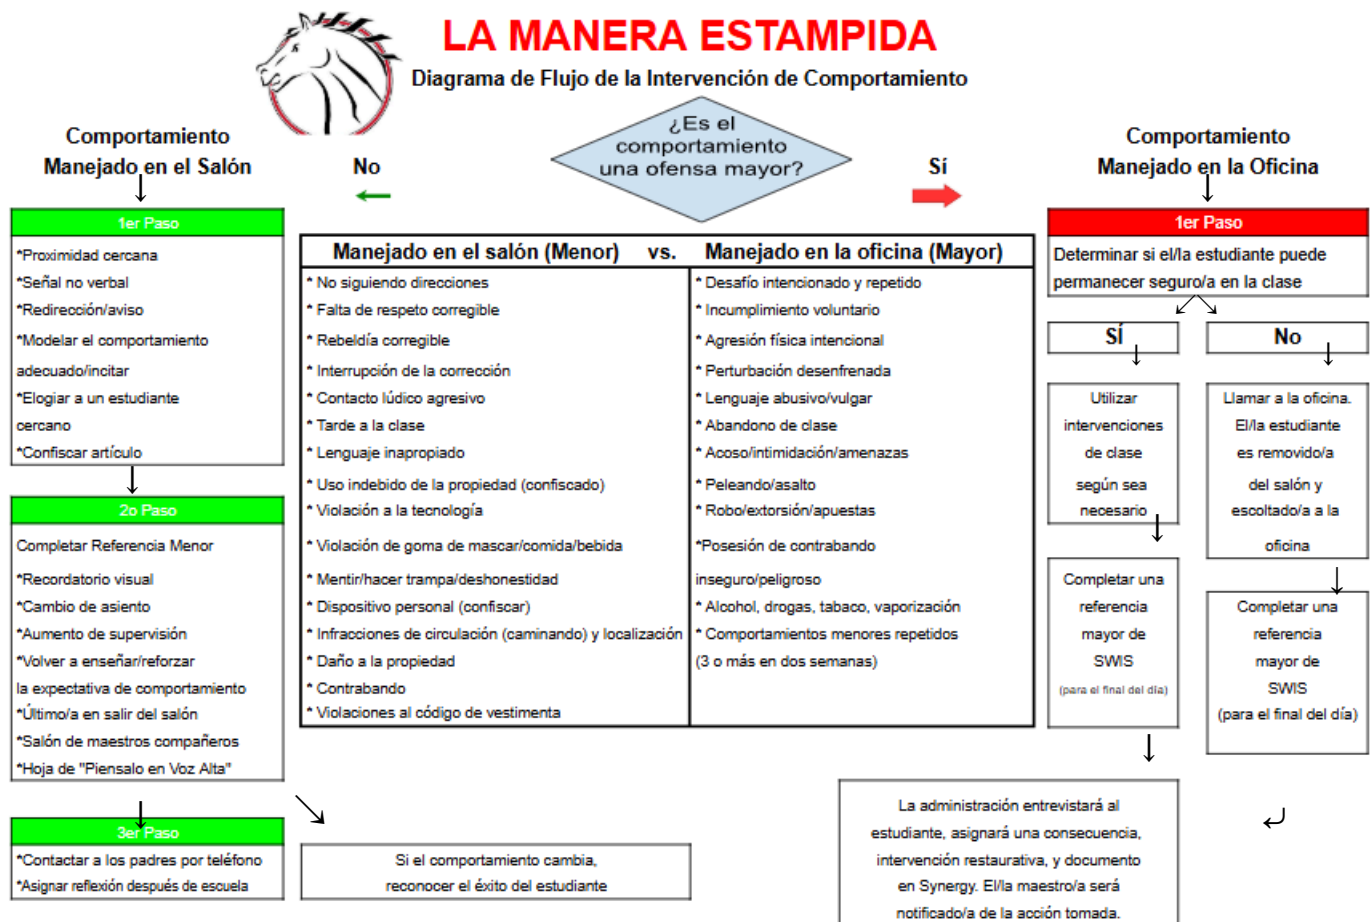 LA MANERA ESTAMPIDA
Diagrama de Flujo de la Intervención de Comportamiento
¿Es el
comportamiento
una ofensa mayor?
No
Sí
Comportamiento
Manejado en el Salón
1er Paso
*Proximidad cercana
*Señal no verbal
*Redirección/aviso
*Modelar el comportamiento
adecuado/incitar
*Elogiar a un estudiante
cercano
*Confiscar artículo
2o Paso
Completar Referencia Menor
*Recordatorio visual
*Cambio de asiento
*Aumento de supervisión
*Volver a enseñar/reforzar
la expectativa de comportamiento
*Último/a en salir del salón
*Salón de maestros compañeros
*Hoja de "Piensalo en Voz Alta"
3er Paso
*Contactar a los padres por teléfono
*Asignar reflexión después de escuela
Si el comportamiento cambia,
reconocer el éxito del estudiante
Manejado en el salón (Menor) vs. Manejado en la oficina (Mayor)
* No siguiendo direcciones
* Falta de respeto corregible
* Rebeldía corregible
* Interrupción de la corrección
* Contacto lúdico agresivo
* Tarde a la clase
* Lenguaje inapropiado
* Uso indebido de la propiedad (confiscado)
* Violación a la tecnología
* Violación de goma de mascar/comida/bebida
* Mentir/hacer trampa/deshonestidad
* Dispositivo personal (confiscar)
* Infracciones de circulación (caminando) y localización
* Daño a la propiedad
* Contrabando
* Violaciones al código de vestimenta
* Desafío intencionado y repetido
* Incumplimiento voluntario
* Agresión física intencional
* Perturbación desenfrenada
* Lenguaje abusivo/vulgar
* Abandono de clase
* Acoso/intimidación/amenazas
* Peleando/asalto
* Robo/extorsión/apuestas
*Posesión de contrabando
inseguro/peligroso
* Alcohol, drogas, tabaco, vaporización
* Comportamientos menores repetidos
(3 o más en dos semanas)
Comportamiento
Manejado en la Oficina
1er Paso
Determinar si el/la estudiante puede
permanecer seguro/a en la clase
SÍ
Utilizar
intervenciones
de clase
según sea
necesario
Completar una
referencia
mayor de
SWIS
(para el final del día)
No
Llamar a la oficina.
El/la estudiante
es removido/a
del salón y
escoltado/a a la
oficina
Completar una
referencia
mayor de
SWIS
(para el final del día)
La administración entrevistará al
estudiante, asignará una consecuencia,
intervención restaurativa, y documento
en Synergy. El/la maestro/a será
notificado/a de la acción tomada.